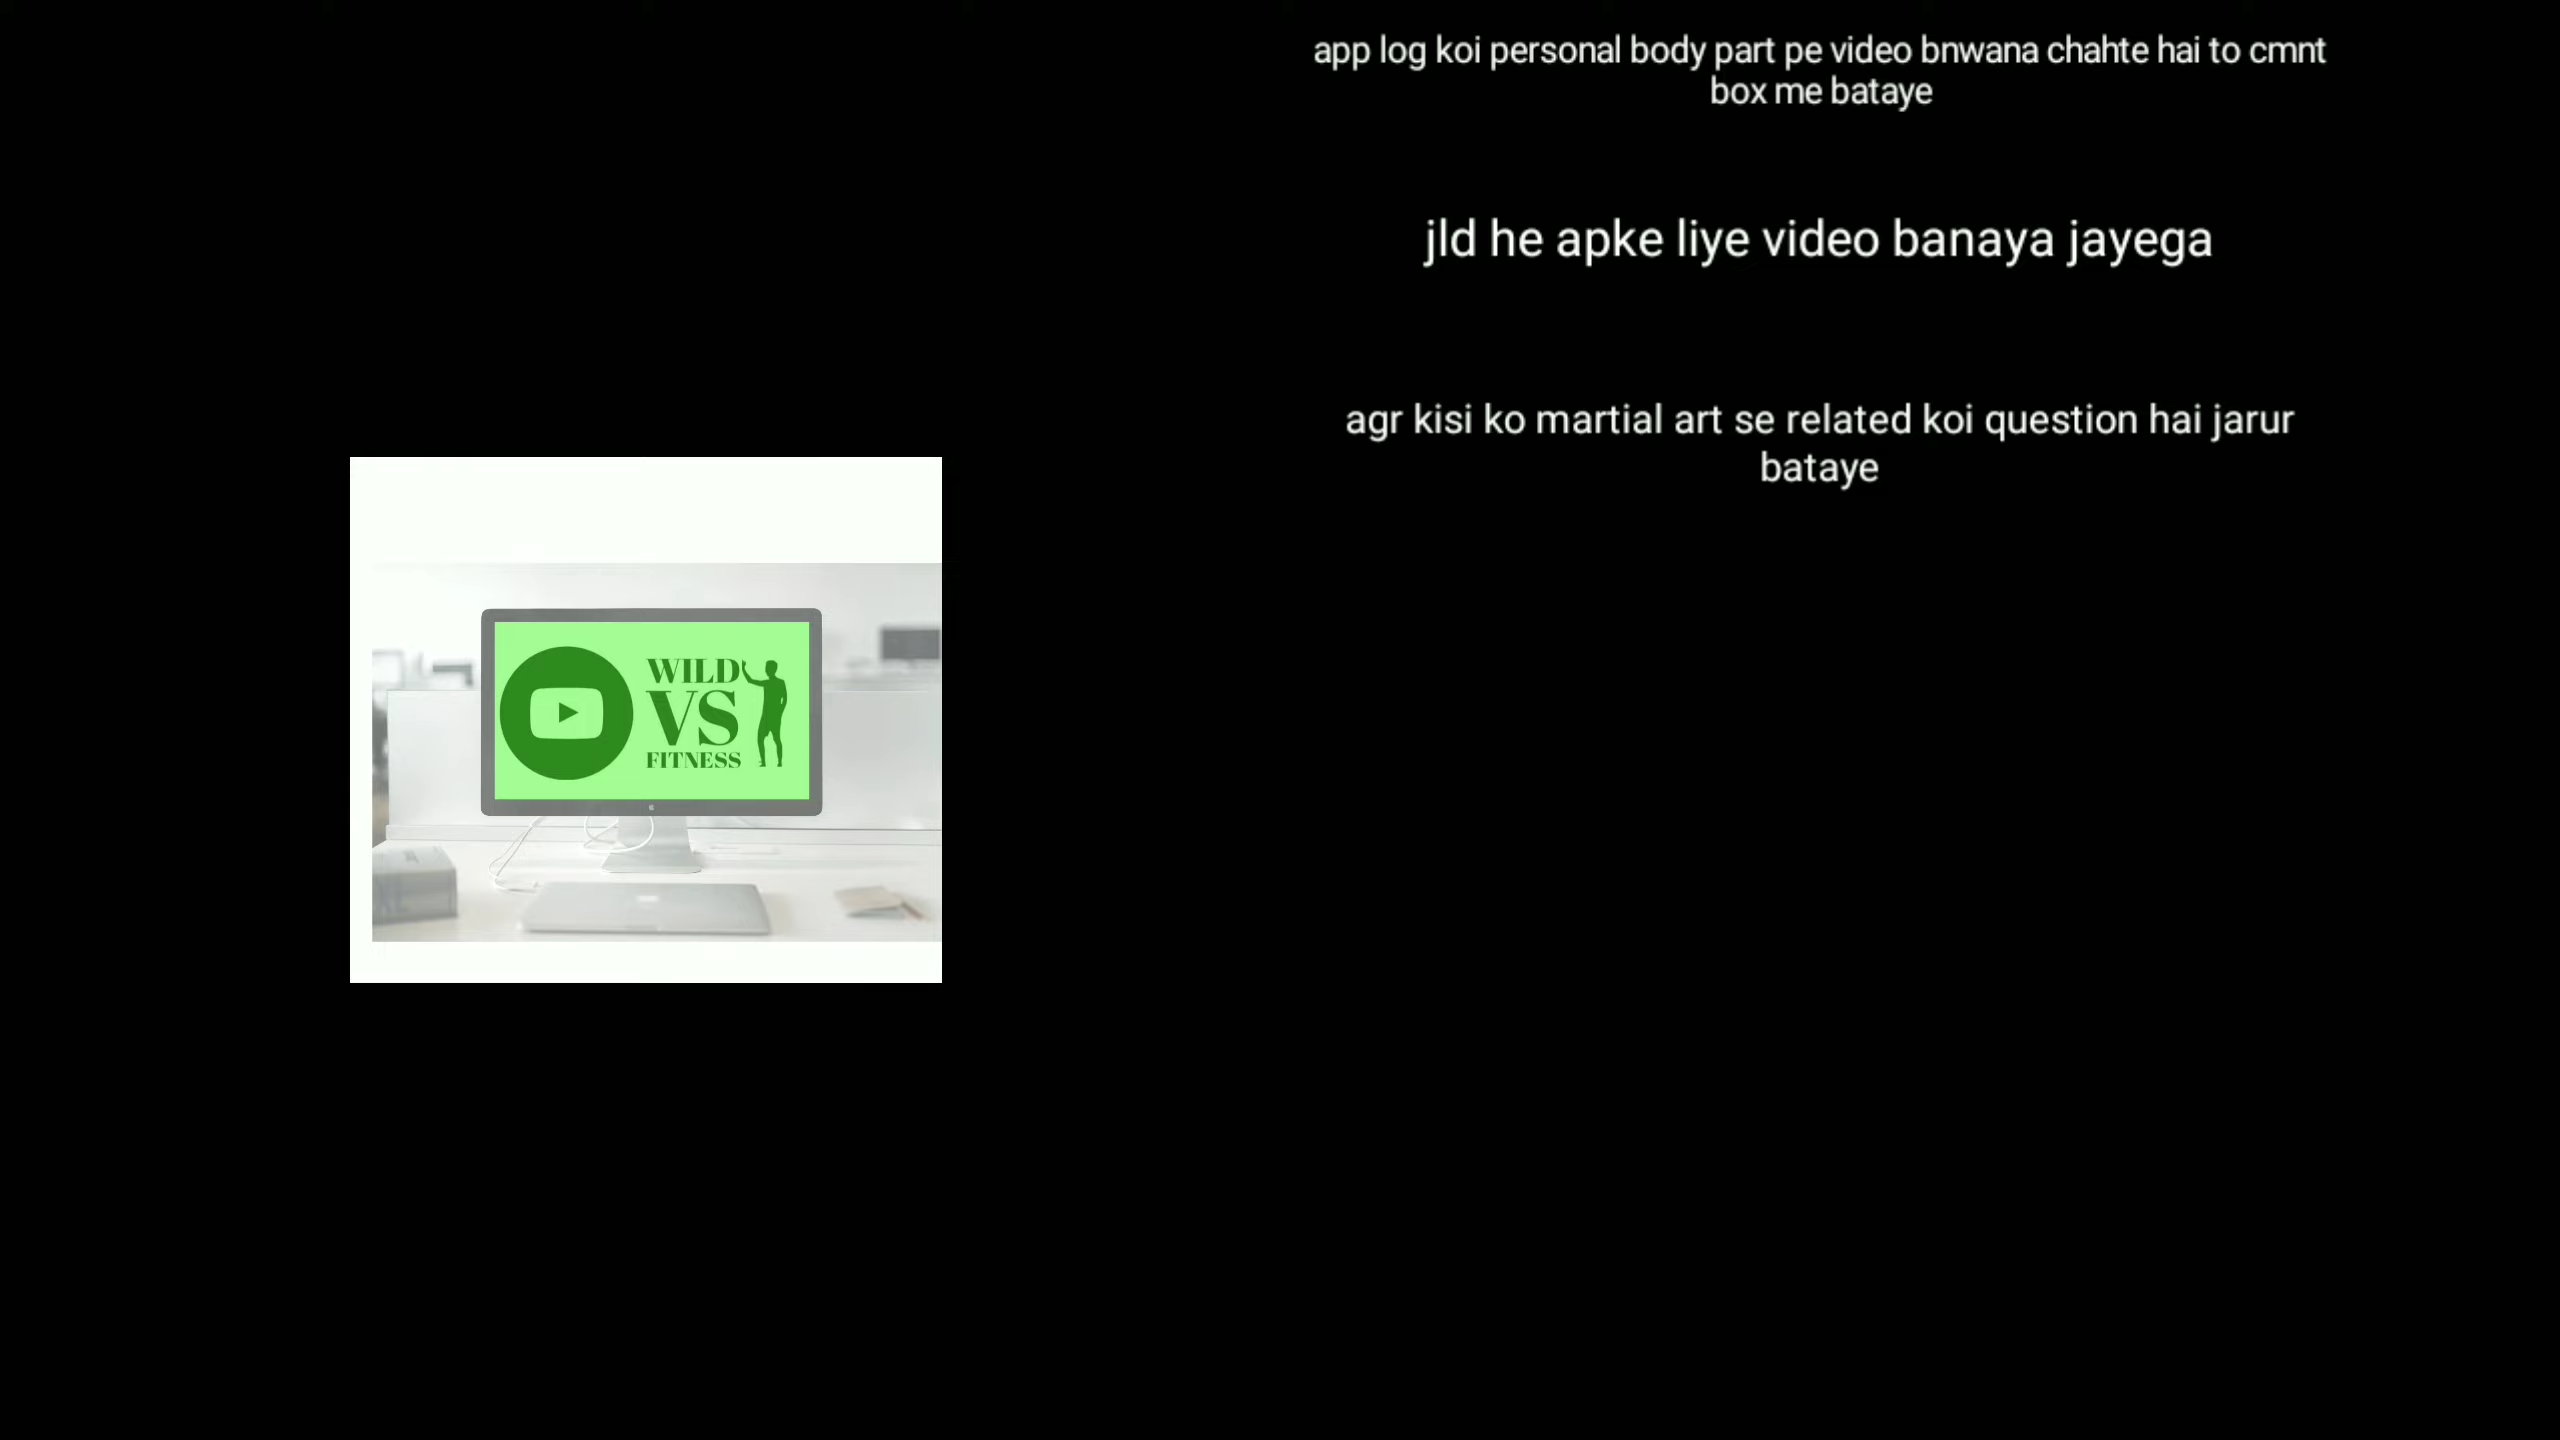 app log koi personal body part pe video bnwana chahte hai to cmnt
box me bataye
jld he apke liye video banaya jayega
agr kisi ko martial art se related koi question hai jarur
bataye
WILD
VS
FITNESS